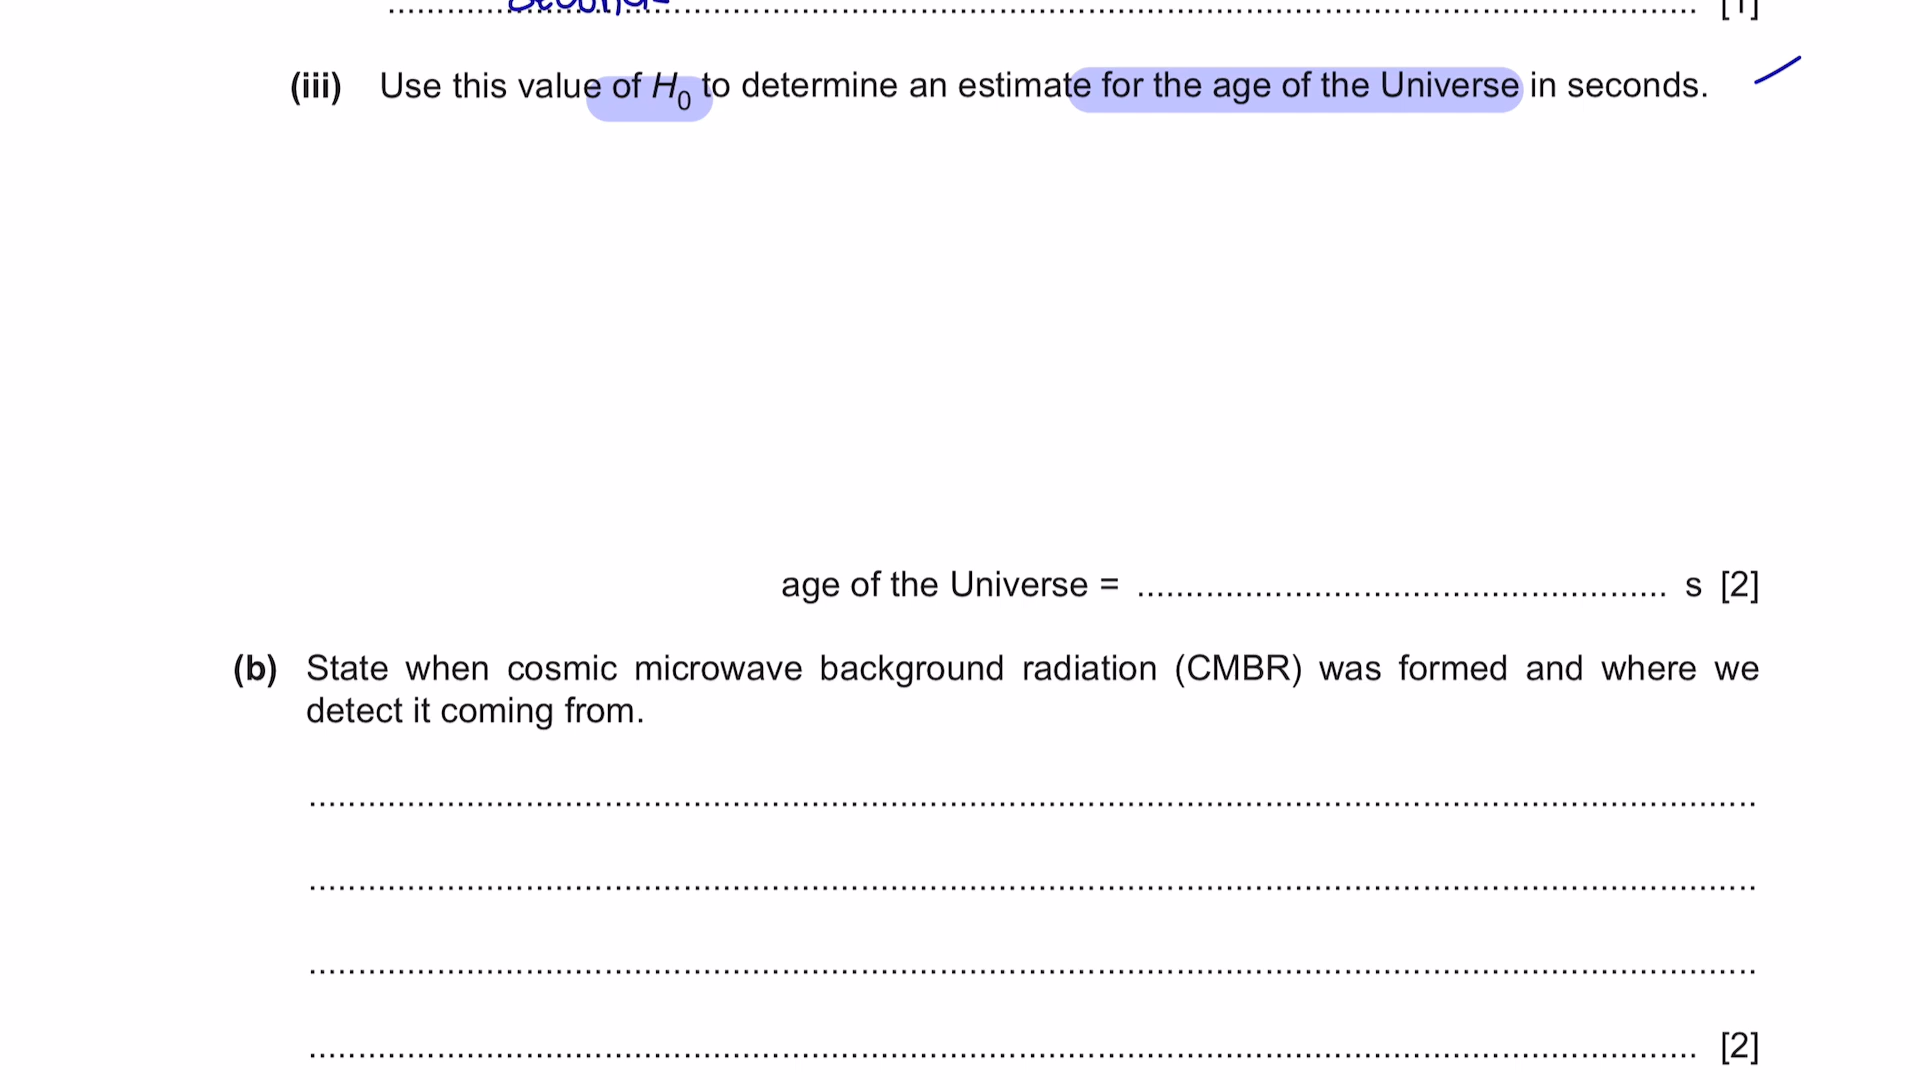 [1]
(iii) Use this value of H0 to determine an estimate for the age of the Universe in seconds.
age of the Universe = ...................................................... s [2]
(b) State when cosmic microwave background radiation (CMBR) was formed and where we
detect it coming from.
[2]